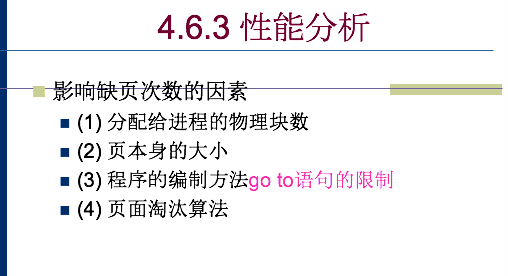 4.6.3 性能分析
影响缺页次数的因素
(1) 分配给进程的物理块数
(2) 页本身的大小
(3) 程序的编制方法go to语句的限制
(4) 页面淘汰算法